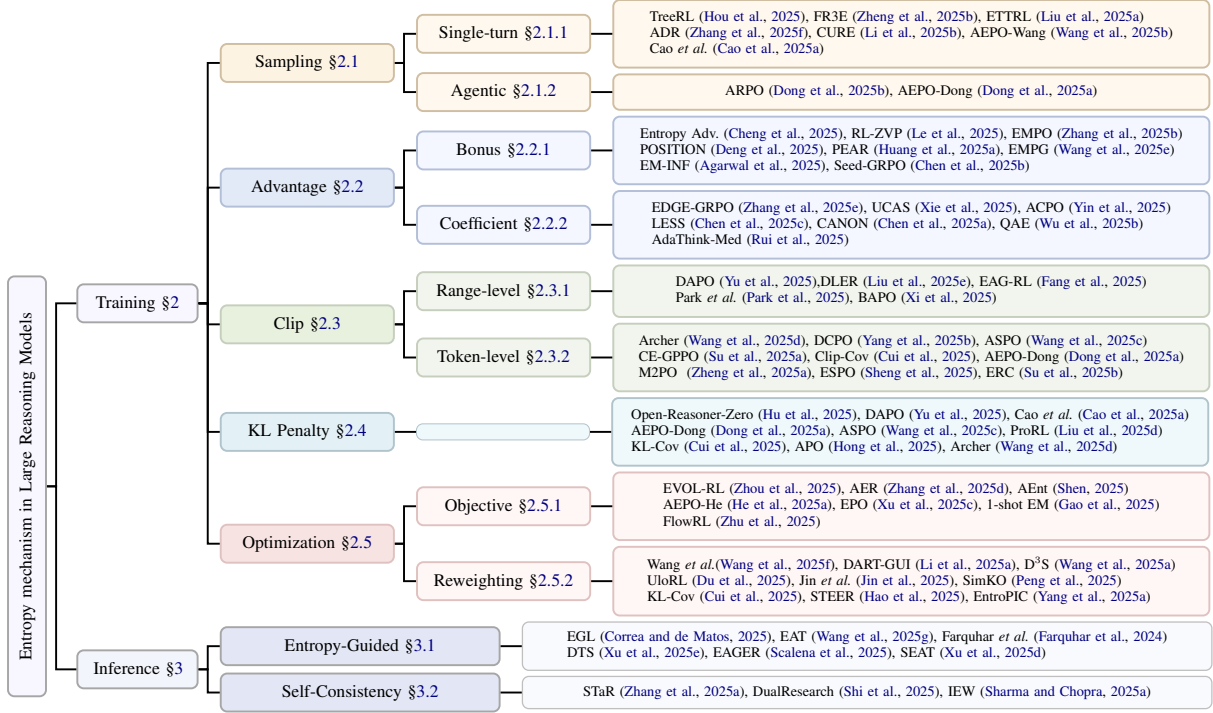 Entropy mechanism in Large Reasoning Models
Training §2
Sampling §2.1
Single-turn §2.1.1
TreeRL (Hou et al., 2025), FR3E (Zheng et al., 2025b), ETTRL (Liu et al., 2025a)
ADR (Zhang et al., 2025f), CURE (Li et al., 2025b), AEPO-Wang (Wang et al., 2025b)
Cao et al. (Cao et al., 2025a)
Agentic §2.1.2
ARPO (Dong et al., 2025b), AEPO-Dong (Dong et al., 2025a)
Advantage §2.2
Bonus §2.2.1
Entropy Adv. (Cheng et al., 2025), RL-ZVP (Le et al., 2025), EMPO (Zhang et al., 2025b)
POSITION (Deng et al., 2025), PEAR (Huang et al., 2025a), EMPG (Wang et al., 2025e)
EM-INF (Agarwal et al., 2025), Seed-GRPO (Chen et al., 2025b)
Coefficient §2.2.2
EDGE-GRPO (Zhang et al., 2025e), UCAS (Xie et al., 2025), ACPO (Yin et al., 2025)
LESS (Chen et al., 2025c), CANON (Chen et al., 2025a), QAE (Wu et al., 2025b)
AdaThink-Med (Rui et al., 2025)
Clip §2.3
Range-level §2.3.1
DAPO (Yu et al., 2025),DLER (Liu et al., 2025e), EAG-RL (Fang et al., 2025)
Park et al. (Park et al., 2025), BAPO (Xi et al., 2025)
Token-level §2.3.2
Archer (Wang et al., 2025d), DCPO (Yang et al., 2025b), ASPO (Wang et al., 2025c)
CE-GPPO (Su et al., 2025a), Clip-Cov (Cui et al., 2025), AEPO-Dong (Dong et al., 2025a)
M2PO (Zheng et al., 2025a), ESPO (Sheng et al., 2025), ERC (Su et al., 2025b)
KL Penalty §2.4
Open-Reasoner-Zero (Hu et al., 2025), DAPO (Yu et al., 2025), Cao et al. (Cao et al., 2025a)
AEPO-Dong (Dong et al., 2025a), ASPO (Wang et al., 2025c), ProRL (Liu et al., 2025d)
KL-Cov (Cui et al., 2025), APO (Hong et al., 2025), Archer (Wang et al., 2025d)
Optimization §2.5
Objective §2.5.1
EVOL-RL (Zhou et al., 2025), AER (Zhang et al., 2025d), AEnt (Shen, 2025)
AEPO-He (He et al., 2025a), EPO (Xu et al., 2025c), 1-shot EM (Gao et al., 2025)
FlowRL (Zhu et al., 2025)
Reweighting §2.5.2
Wang et al.(Wang et al., 2025f), DART-GUI (Li et al., 2025a), D³S (Wang et al., 2025a)
UloRL (Du et al., 2025), Jin et al. (Jin et al., 2025), SimKO (Peng et al., 2025)
KL-Cov (Cui et al., 2025), STEER (Hao et al., 2025), EntroPIC (Yang et al., 2025a)
Inference §3
Entropy-Guided §3.1
EGL (Correa and de Matos, 2025), EAT (Wang et al., 2025g), Farquhar et al. (Farquhar et al., 2024)
DTS (Xu et al., 2025e), EAGER (Scalena et al., 2025), SEAT (Xu et al., 2025d)
Self-Consistency §3.2
STaR (Zhang et al., 2025a), DualResearch (Shi et al., 2025), IEW (Sharma and Chopra, 2025a)